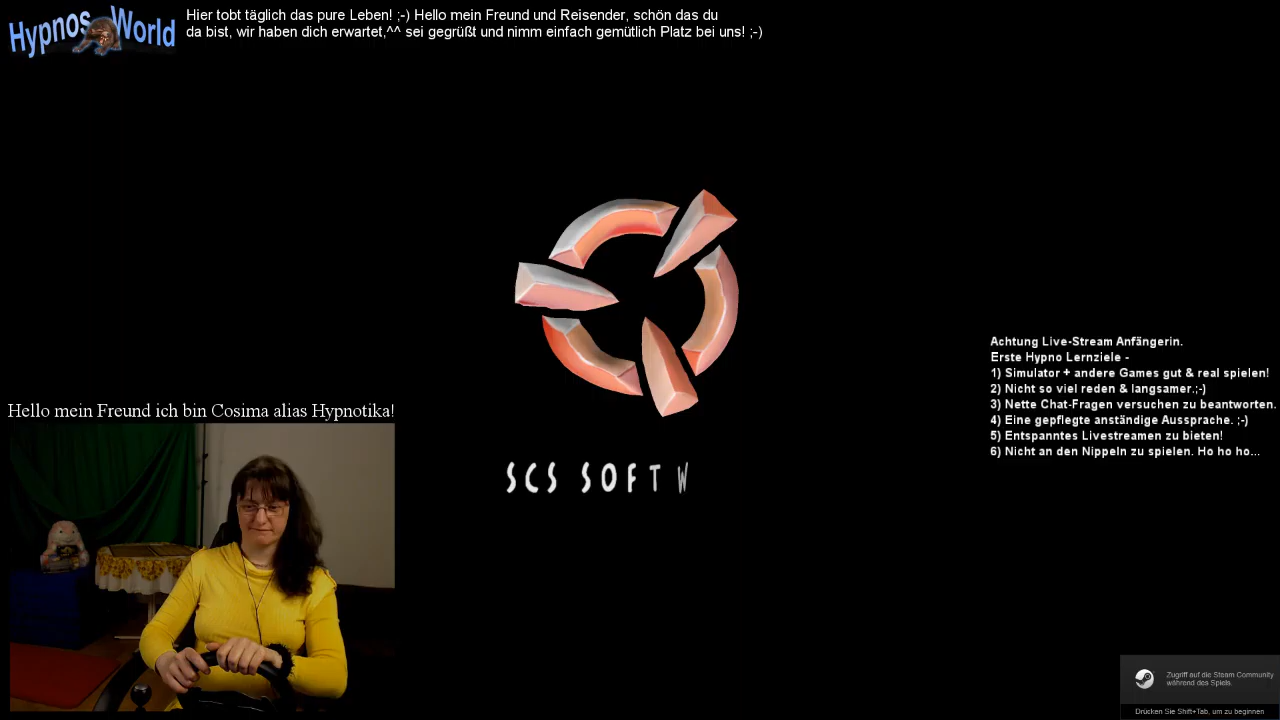 Hypnos World
Hier tobt täglich das pure Leben! ;-) Hello mein Freund und Reisender, schön das du
da bist, wir haben dich erwartet,^^ sei gegrüßt und nimm einfach gemütlich Platz bei uns! ;-)
SCS SOFTW
Achtung Live-Stream Anfängerin.
Erste Hypno Lernziele -
1) Simulator + andere Games gut & real spielen!
2) Nicht so viel reden & langsamer.;-)
3) Nette Chat-Fragen versuchen zu beantworten.
4) Eine gepflegte anständige Aussprache. ;-)
5) Entspanntes Livestreamen zu bieten!
6) Nicht an den Nippeln zu spielen. Ho ho ho...
Hello mein Freund ich bin Cosima alias Hypnotika!
Zugriff auf die Steam Community
während des Spiels.
Drücken Sie Shift+Tab, um zu beginnen